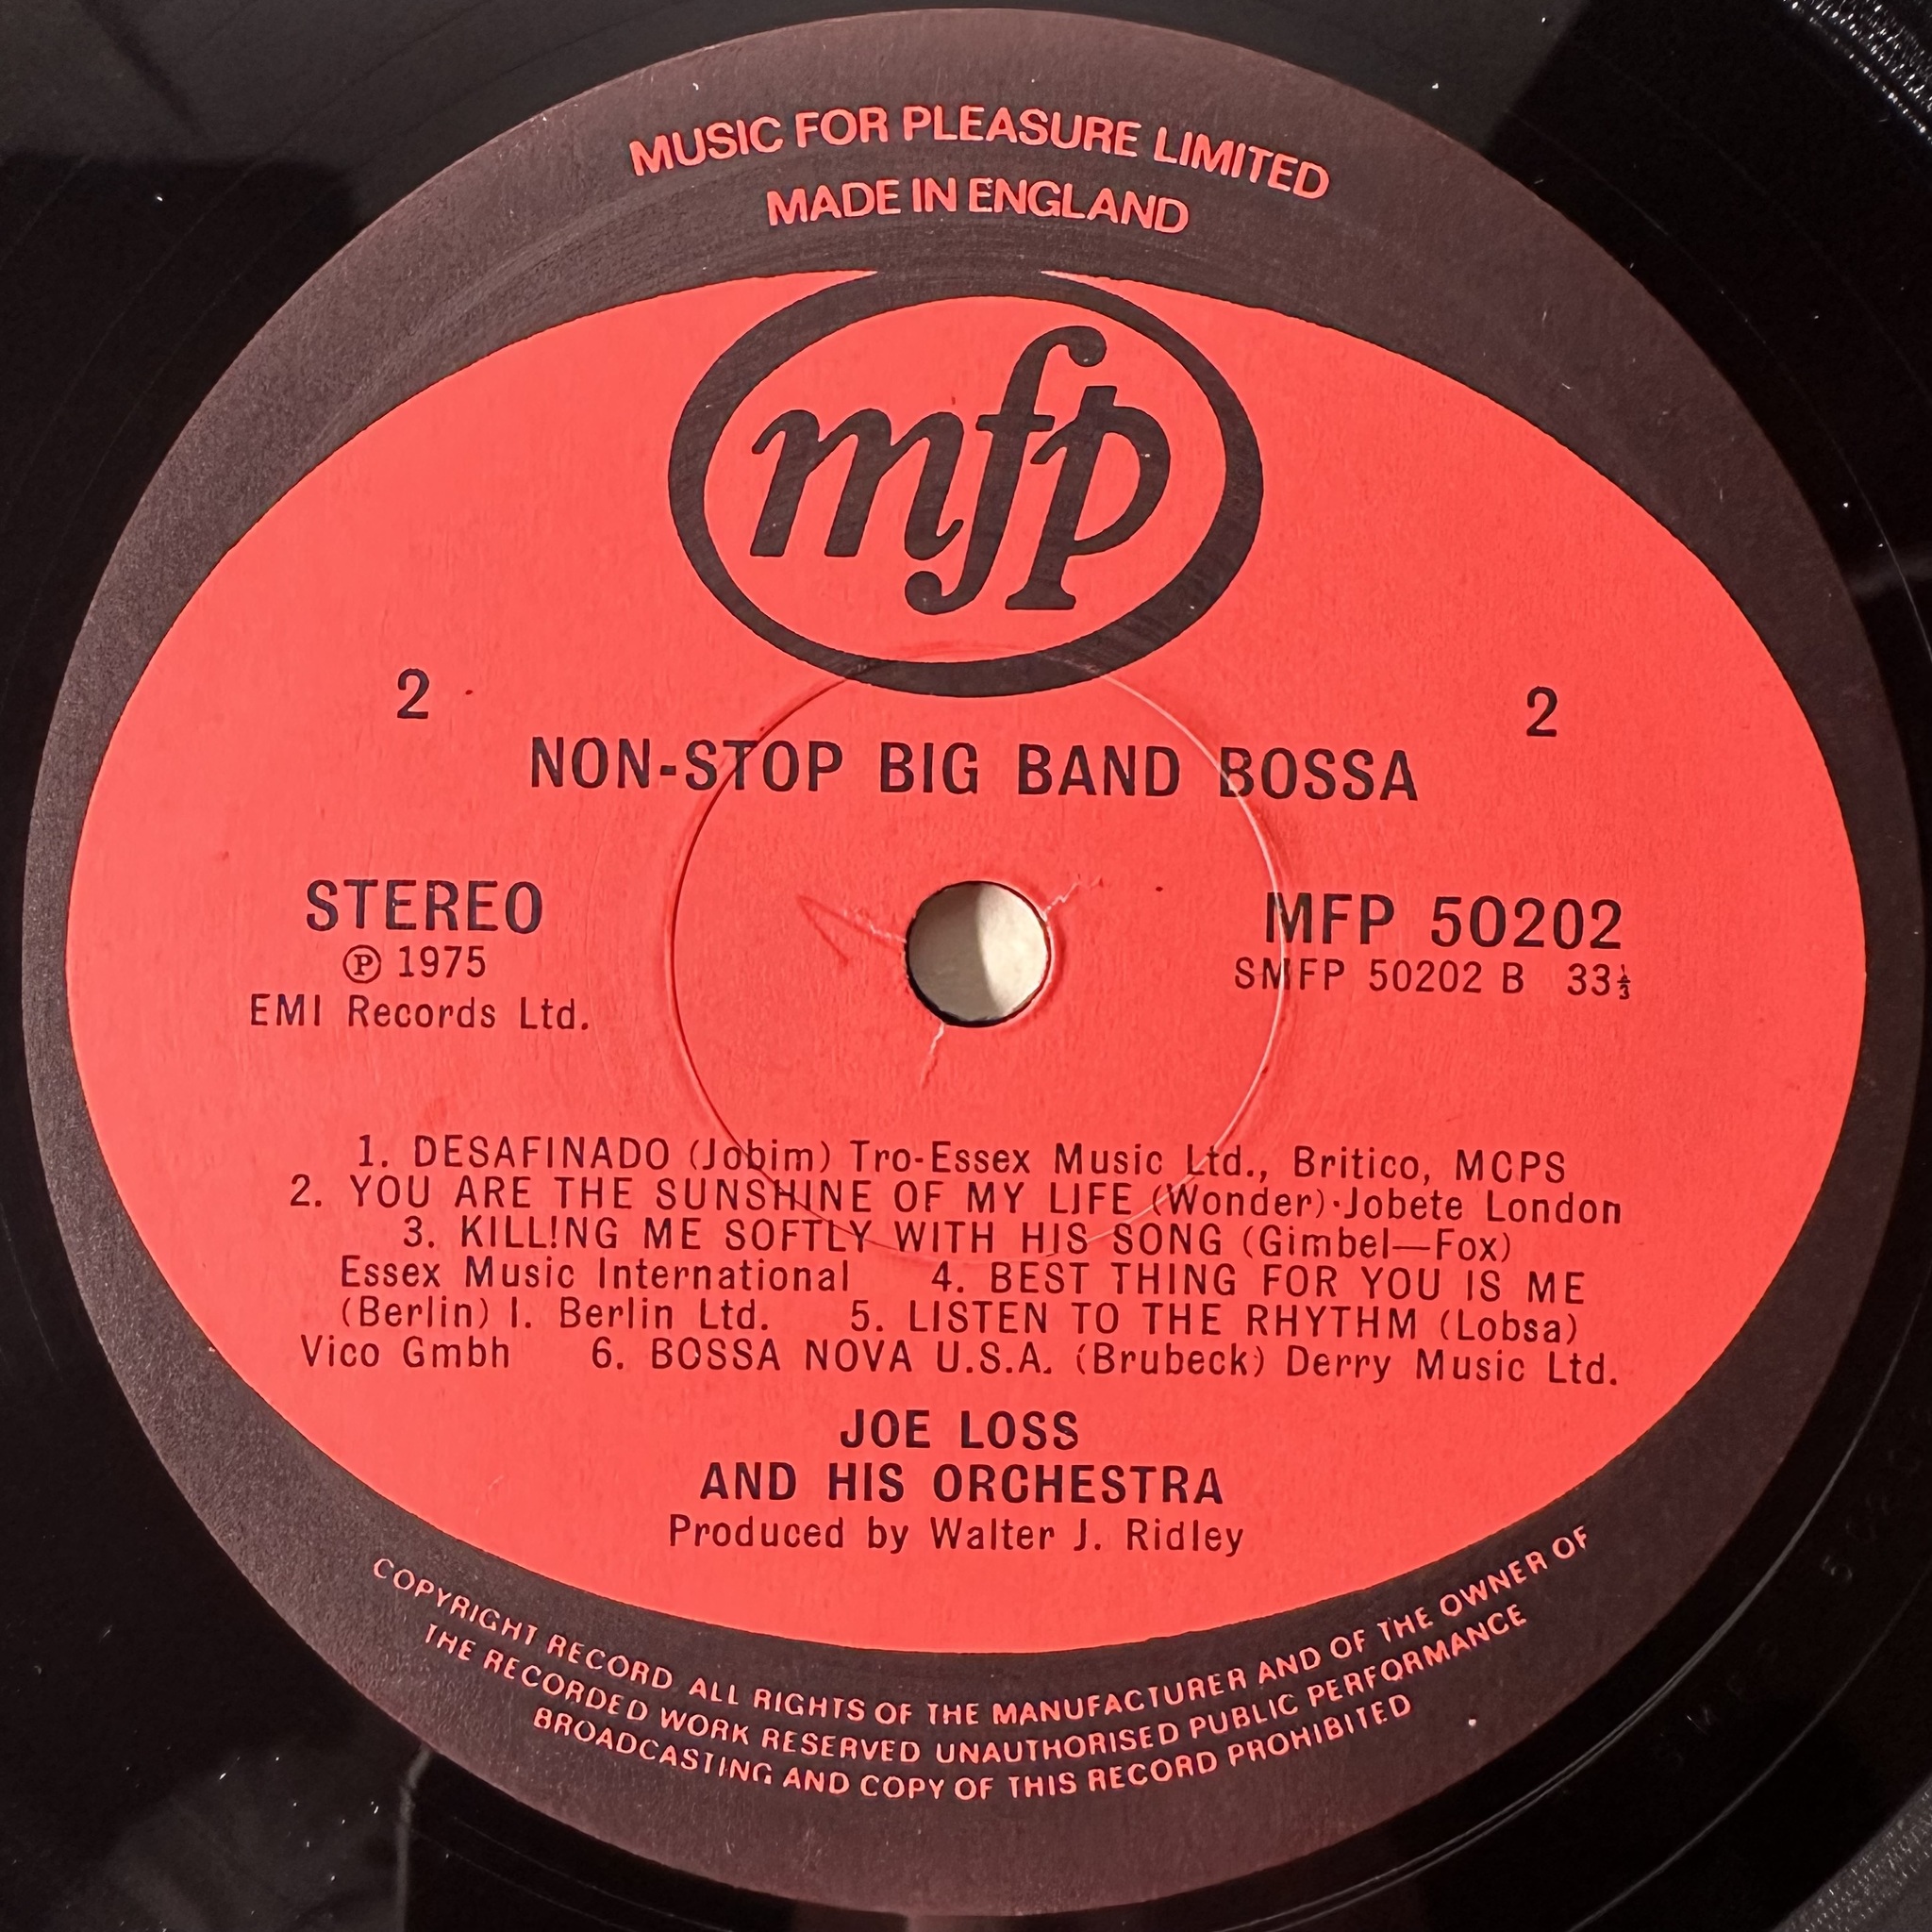 MUSIC FOR PLEASURE LIMITED
MADE IN ENGLAND
mfp
2 2
NON-STOP BIG BAND BOSSA
STEREO MFP 50202
Ⓟ 1975 SMFP 50202 B 33⅓
EMI Records Ltd.
1. DESAFINADO (Jobim) Tro-Essex Music Ltd., Britico, MCPS
2. YOU ARE THE SUNSHINE OF MY LIFE (Wonder)·Jobete London
3. KILL!NG ME SOFTLY WITH HIS SONG (Gimbel—Fox)
Essex Music International 4. BEST THING FOR YOU IS ME
(Berlin) I. Berlin Ltd. 5. LISTEN TO THE RHYTHM (Lobsa)
Vico Gmbh 6. BOSSA NOVA U.S.A. (Brubeck) Derry Music Ltd.
JOE LOSS
AND HIS ORCHESTRA
Produced by Walter J. Ridley
COPYRIGHT RECORD ALL RIGHTS OF THE MANUFACTURER AND OF THE OWNER OF
THE RECORDED WORK RESERVED UNAUTHORISED PUBLIC PERFORMANCE
BROADCASTING AND COPY OF THIS RECORD PROHIBITED